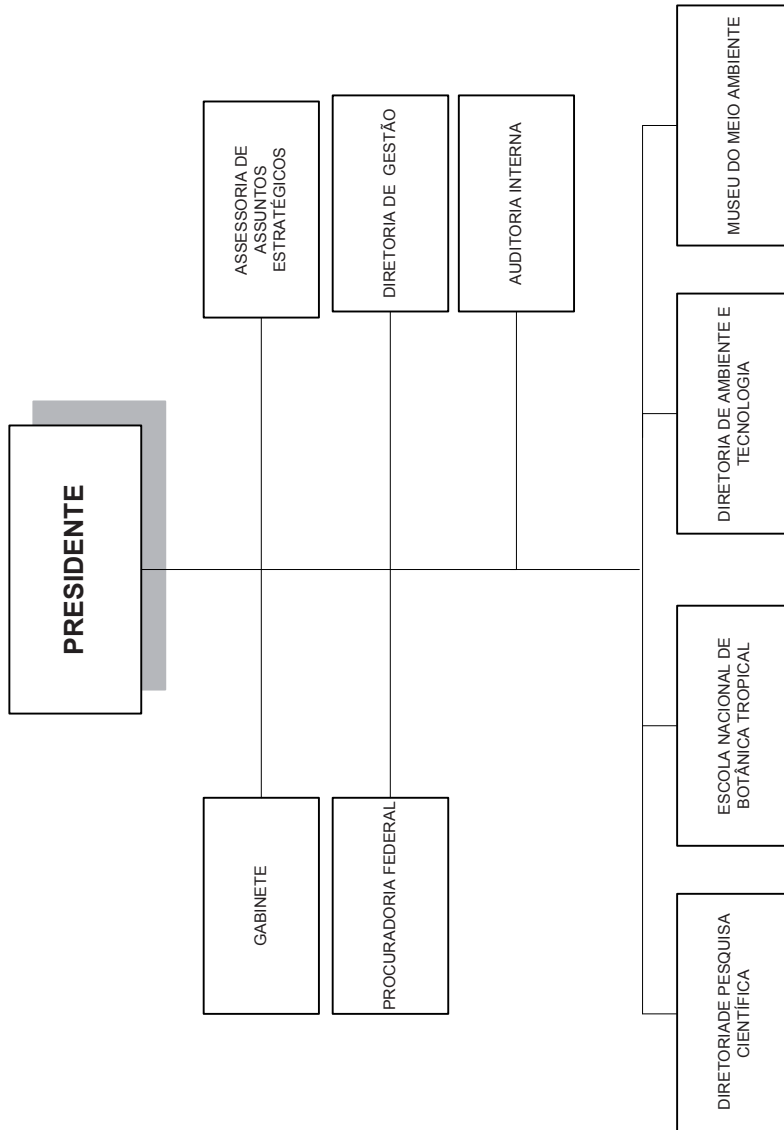 PRESIDENTE
GABINETE
ASSESSORIA DE
ASSUNTOS
ESTRATÉGICOS
PROCURADORIA FEDERAL
DIRETORIA DE GESTÃO
AUDITORIA INTERNA
DIRETORIADE PESQUISA
CIENTÍFICA
ESCOLA NACIONAL DE
BOTÂNICA TROPICAL
DIRETORIA DE AMBIENTE E
TECNOLOGIA
MUSEU DO MEIO AMBIENTE